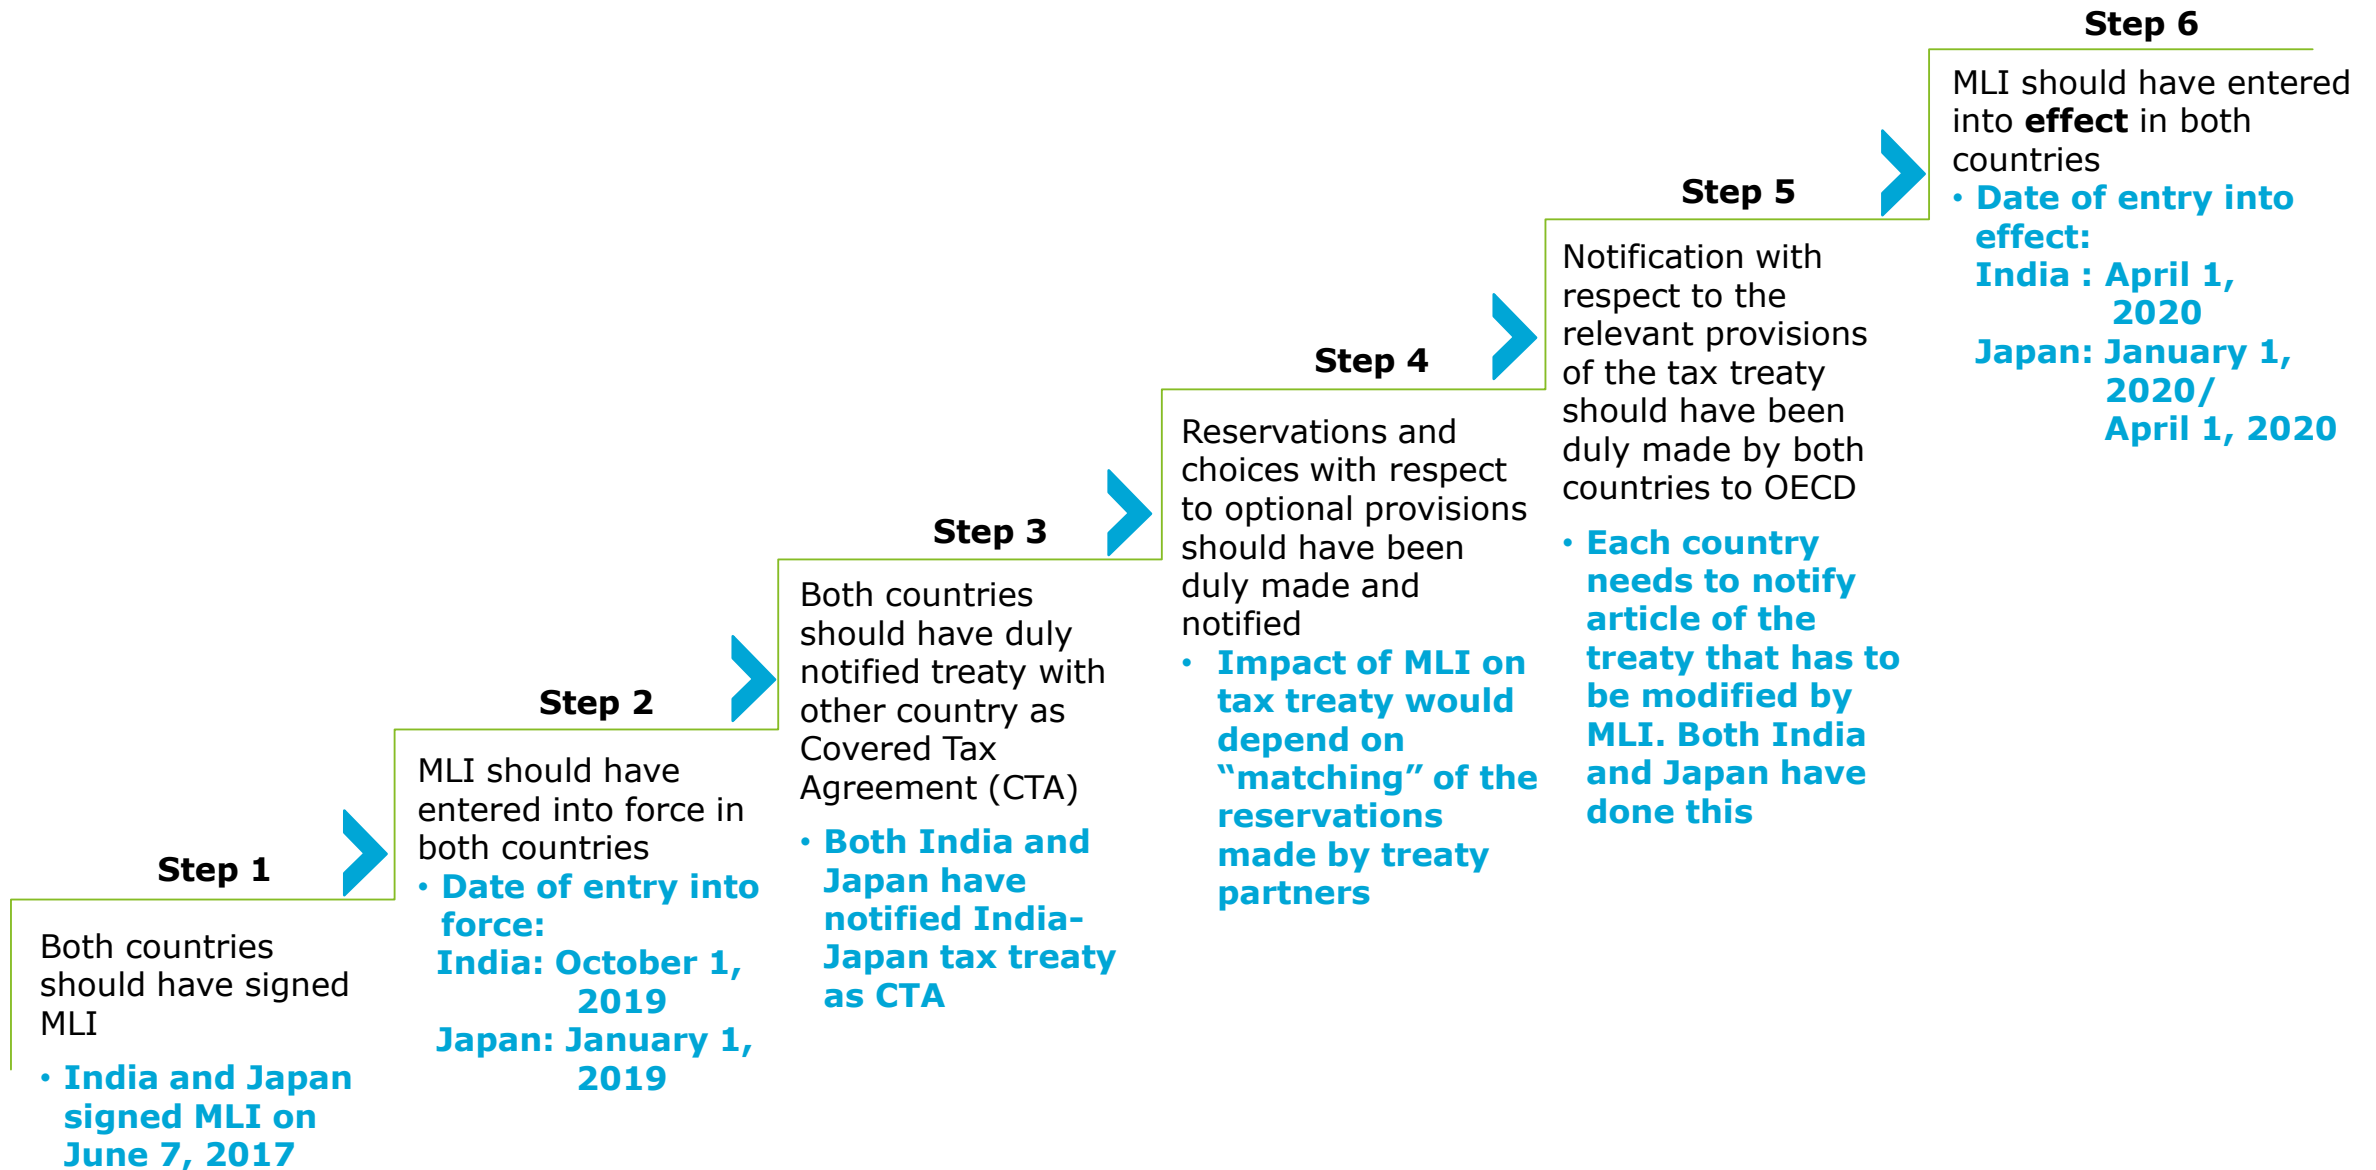 Step 1
Both countries
should have signed
MLI
• India and Japan
signed MLI on
June 7, 2017
Step 2
MLI should have
entered into force in
both countries
• Date of entry into
force:
India: October 1,
2019
Japan: January 1,
2019
Step 3
Both countries
should have duly
notified treaty with
other country as
Covered Tax
Agreement (CTA)
• Both India and
Japan have
notified India-
Japan tax treaty
as CTA
Step 4
Reservations and
choices with respect
to optional provisions
should have been
duly made and
notified
• Impact of MLI on
tax treaty would
depend on
“matching” of the
reservations
made by treaty
partners
Step 5
Notification with
respect to the
relevant provisions
of the tax treaty
should have been
duly made by both
countries to OECD
• Each country
needs to notify
article of the
treaty that has to
be modified by
MLI. Both India
and Japan have
done this
Step 6
MLI should have entered
into effect in both
countries
• Date of entry into
effect:
India : April 1,
2020
Japan: January 1,
2020/
April 1, 2020